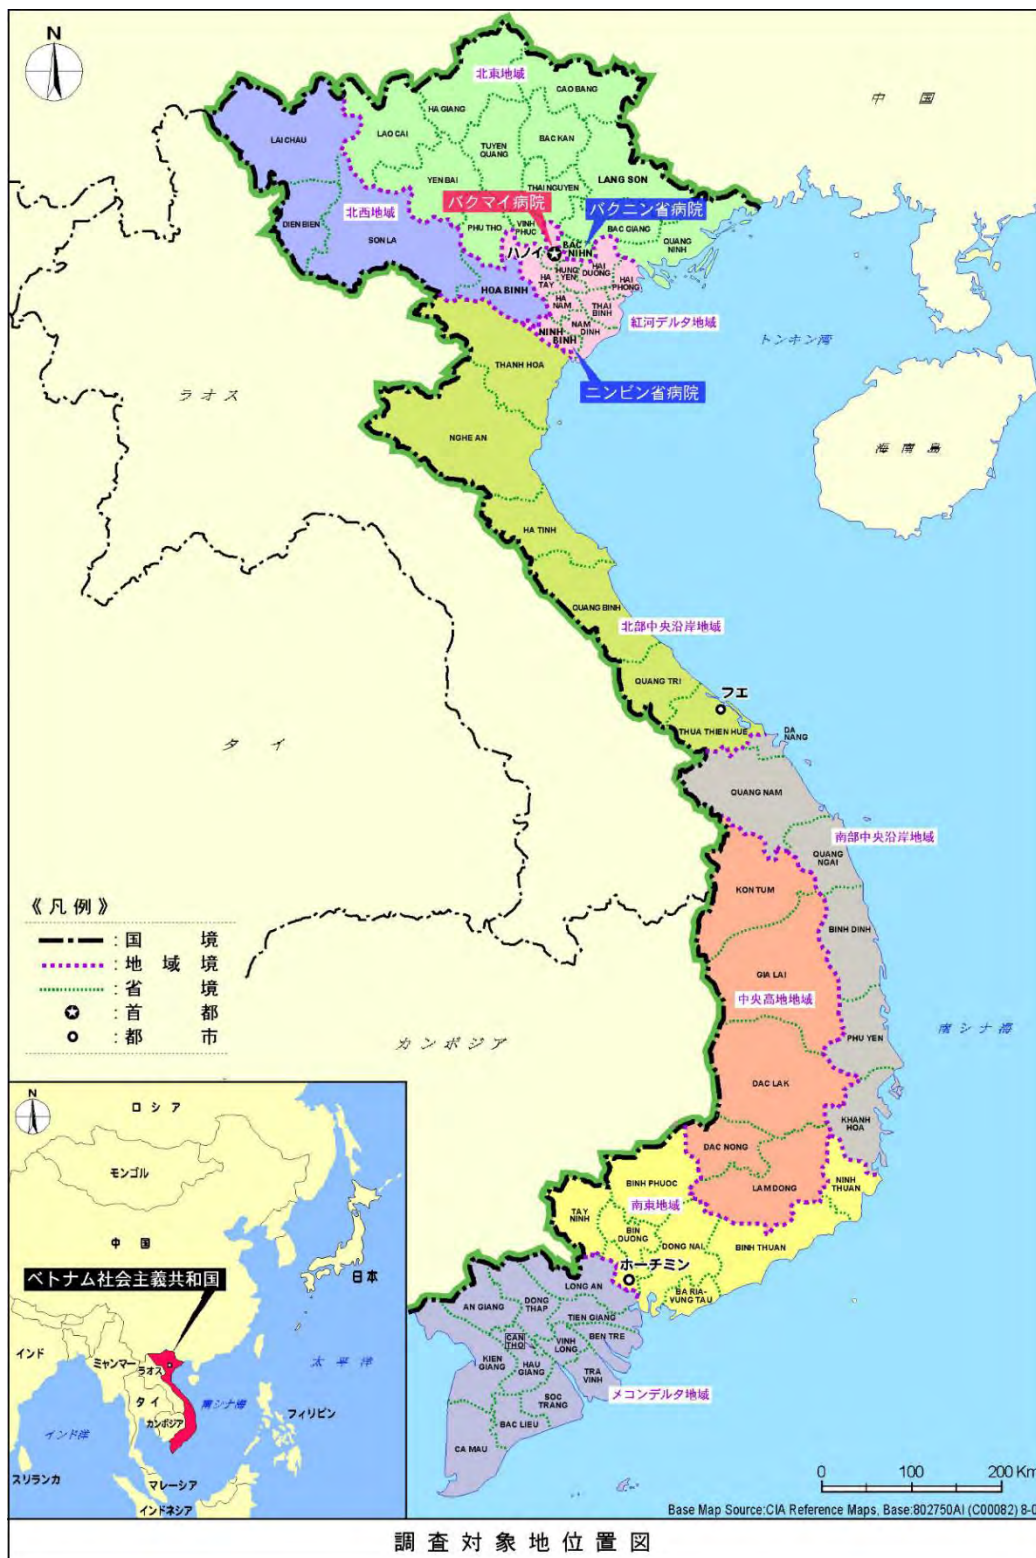 N
中国
北東地域
CAO BANG
HA GIANG
LAO CAI
LAI CHAU
TUYEN
QUANG
BAC KAN
YEN BAI
THAI NGUYEN
LANG SON
バクマイ病院
バクニン省病院
北西地域
DIEN BIEN
SON LA
PHU THO
VINH
PHUC
BAC
NIHN
BAC GIANG
QUANG
NINH
ハノイ
HA
TAY
HUNG
YEN
HAI
DUONG
HAI
PHONG
HOA BINH
HA
NAM
THAI
BINH
NAM
DINH
NINH
BINH
紅河デルタ地域
トンキン湾
ニンビン省病院
THANH HOA
ラオス
NGHE AN
海南島
HA TINH
QUANG BINH
北部中央沿岸地域
QUANG TRI
フエ
THUA THIEN HUE
DA
NANG
タイ
QUANG NAM
南部中央沿岸地域
QUANG
NGAI
KON TUM
BINH DINH
GIA LAI
中央高地地域
南シナ海
PHU YEN
カンボジア
DAC LAK
KHANH
HOA
DAC NONG
LAM DONG
NINH
THUAN
BINH PHUOC
南東地域
TAY
NINH
BIN
DUONG
DONG NAI
BINH THUAN
ホーチミン
BA RIA-
VUNG TAU
LONG AN
AN GIANG
DONG
THAP
TIEN GIANG
CAN
THO
VINH
LONG
BEN TRE
KIEN
GIANG
HAU
GIANG
TRA
VINH
SOC
TRANG
メコンデルタ地域
BAC LIEU
CA MAU
《凡例》
:国境
:地域境
:省境
:首都
:都市
N
ロシア
モンゴル
中国
日本
ベトナム社会主義共和国
インド
ミャンマー
ラオス
タイ
カンボジア
南シナ海
太平洋
フィリピン
インド洋
スリランカ
マレーシア
インドネシア
0 100 200 Km
Base Map Source:CIA Reference Maps, Base:802750AI (C00082) 8-0
調査対象地位置図